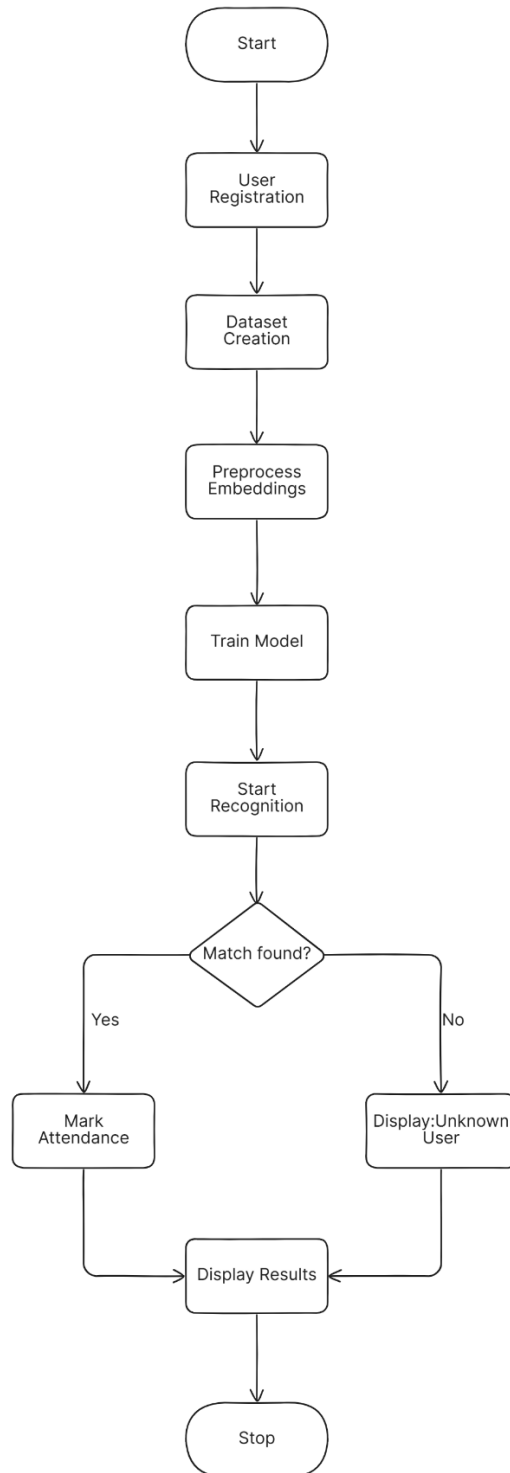 Start
User
Registration
Dataset
Creation
Preprocess
Embeddings
Train Model
Start
Recognition
Match found?
Yes
No
Mark
Attendance
Display:Unknown
User
Display Results
Stop